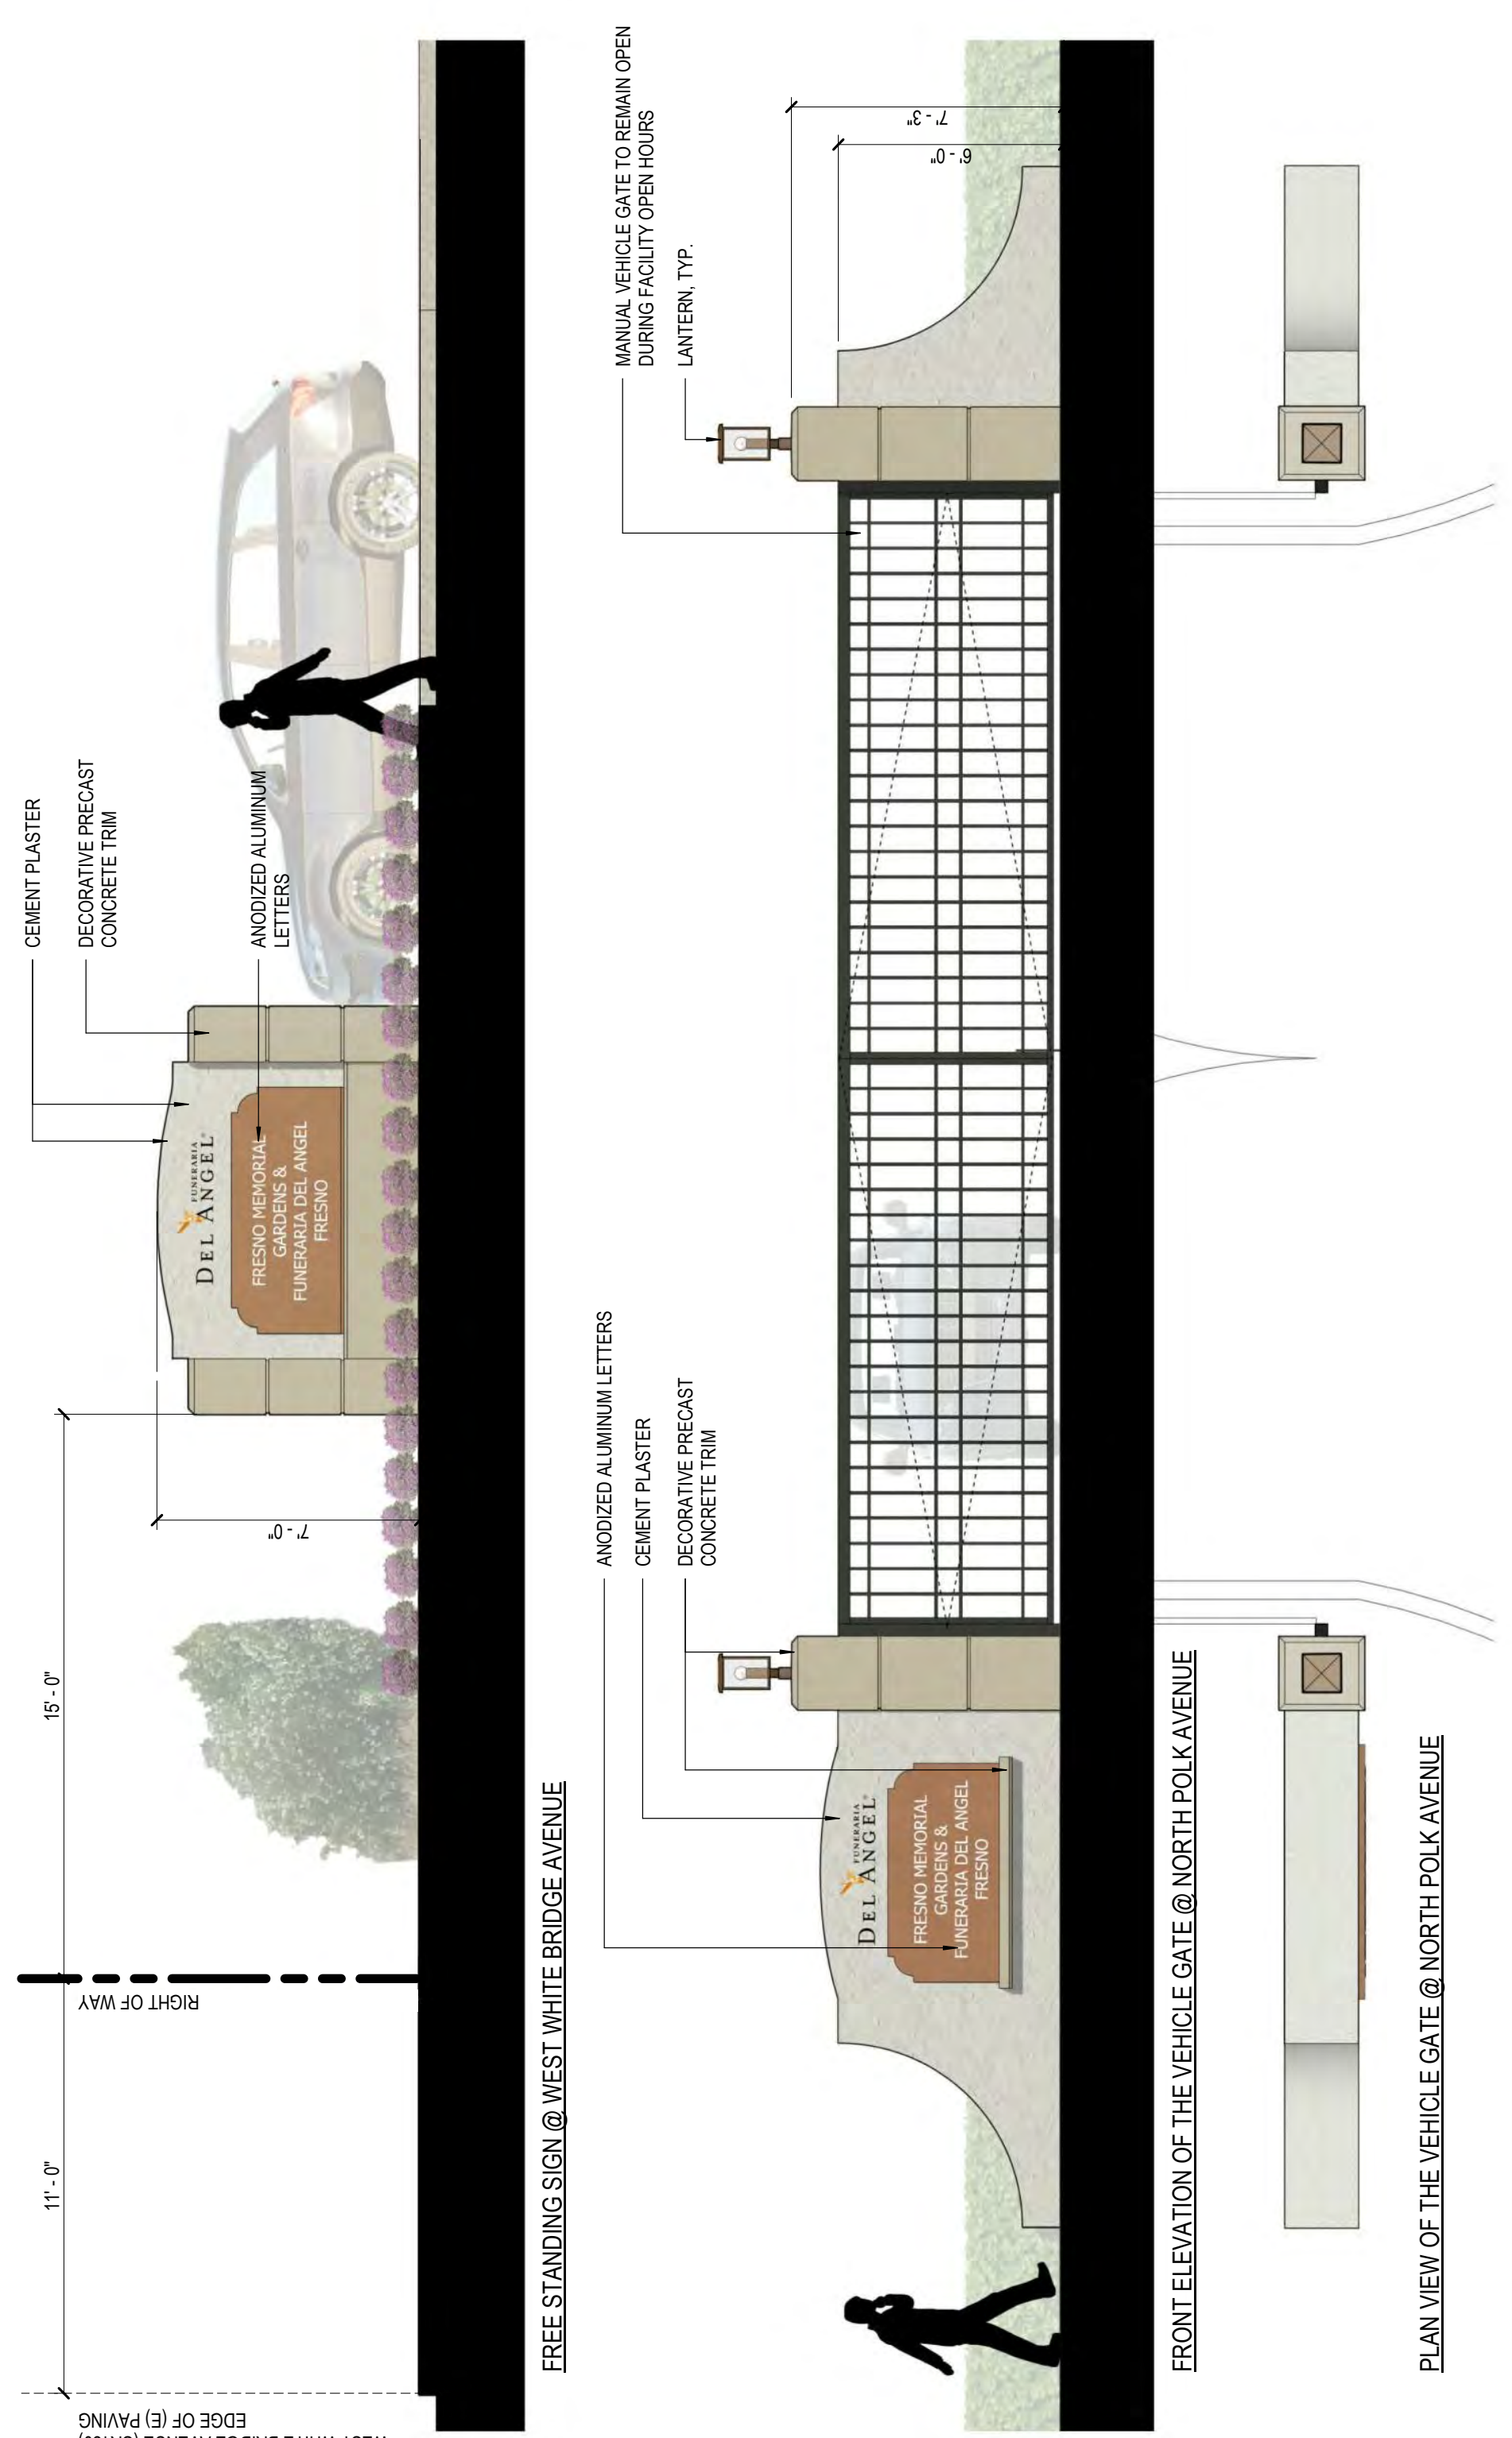 CEMENT PLASTER
DECORATIVE PRECAST
CONCRETE TRIM
ANODIZED ALUMINUM
LETTERS
FUNERARIA
DEL ANGEL®
FRESNO MEMORIAL
GARDENS &
FUNERARIA DEL ANGEL
FRESNO
15' - 0"
11' - 0"
7' - 0"
RIGHT OF WAY
EDGE OF (E) PAVING
FREE STANDING SIGN @ WEST WHITE BRIDGE AVENUE
MANUAL VEHICLE GATE TO REMAIN OPEN
DURING FACILITY OPEN HOURS
LANTERN, TYP.
7' - 3"
6' - 0"
ANODIZED ALUMINUM LETTERS
CEMENT PLASTER
DECORATIVE PRECAST
CONCRETE TRIM
FUNERARIA
DEL ANGEL®
FRESNO MEMORIAL
GARDENS &
FUNERARIA DEL ANGEL
FRESNO
FRONT ELEVATION OF THE VEHICLE GATE @ NORTH POLK AVENUE
PLAN VIEW OF THE VEHICLE GATE @ NORTH POLK AVENUE